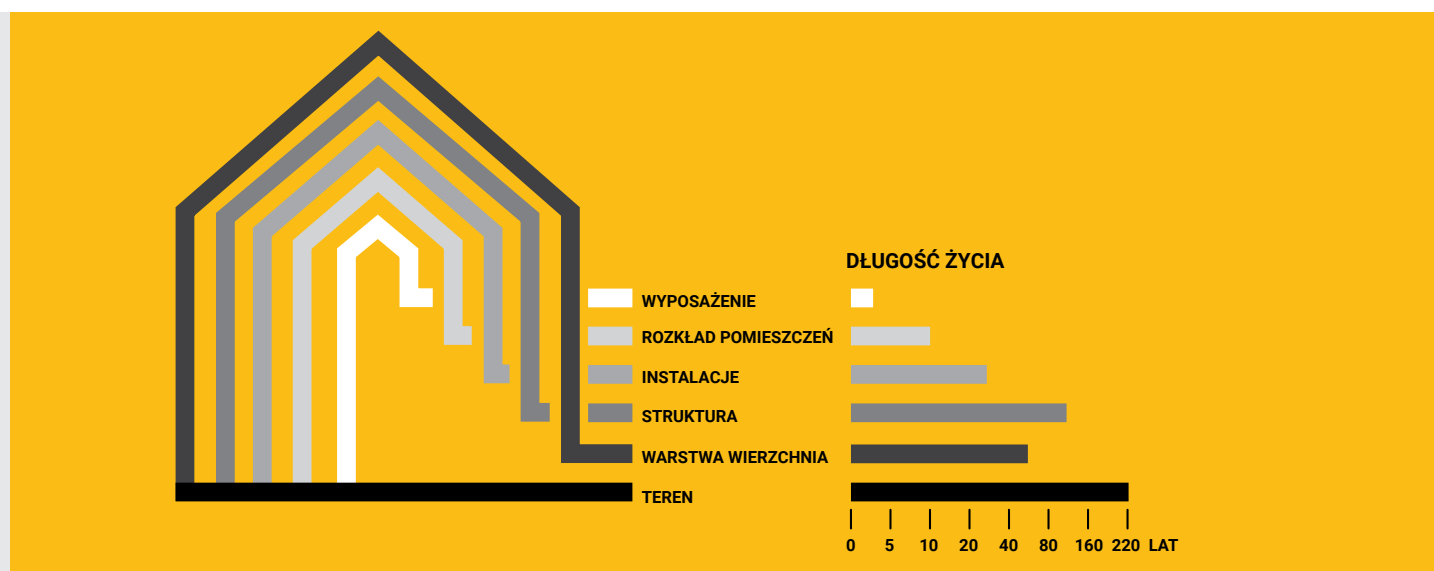 DŁUGOŚĆ ŻYCIA
WYPOSAŻENIE
ROZKŁAD POMIESZCZEŃ
INSTALACJE
STRUKTURA
WARSTWA WIERZCHNIA
TEREN
0 5 10 20 40 80 160 220 LAT